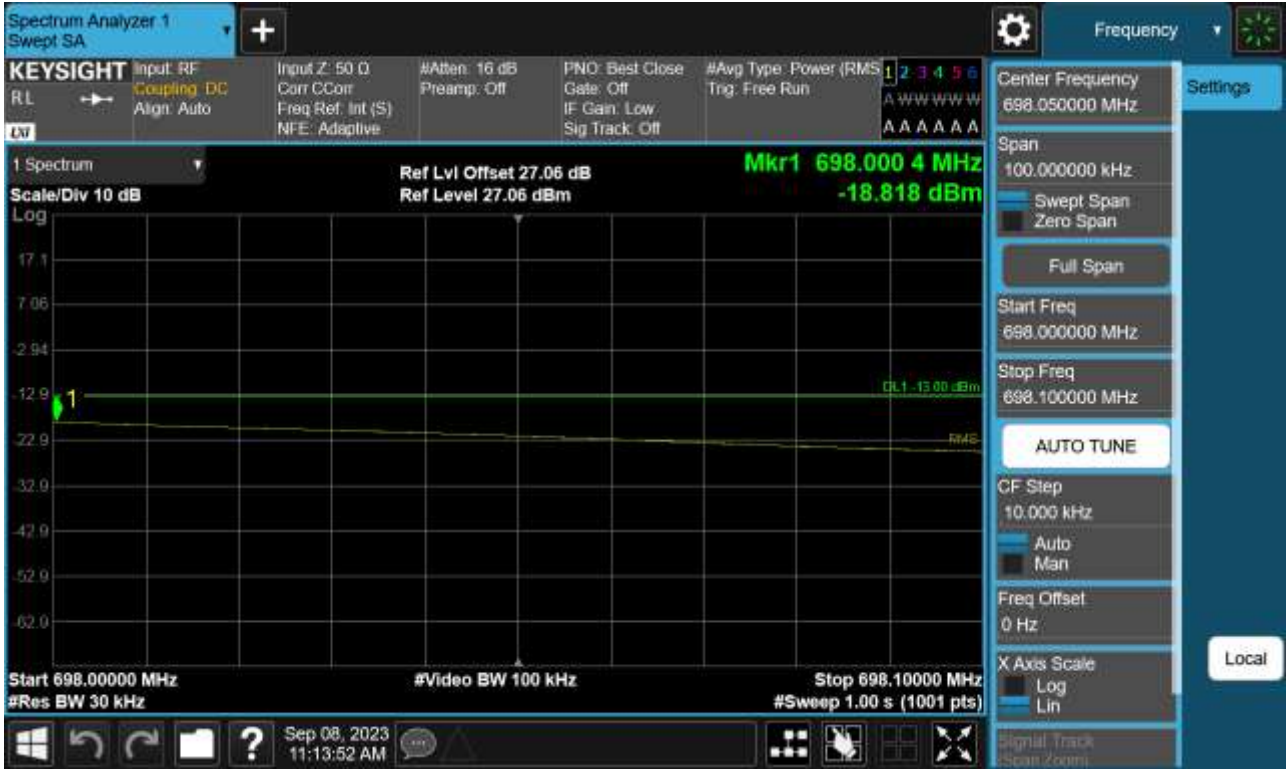 Spectrum Analyzer 1
Swept SA
Frequency
KEYSIGHT
RL
LXI
Input: RF
Coupling: DC
Align: Auto
Input Z: 50 Ω
Corr CCorr
Freq Ref: Int (S)
NFE: Adaptive
#Atten: 16 dB
Preamp: Off
PNO: Best Close
Gate: Off
IF Gain: Low
Sig Track: Off
#Avg Type: Power (RMS
Trig: Free Run
1 2 3 4 5 6
A W W W W W
A A A A A A
1 Spectrum
Scale/Div 10 dB
Log
Ref Lvl Offset 27.06 dB
Ref Level 27.06 dBm
Mkr1 698.000 4 MHz
-18.818 dBm
17.1
7.06
-2.94
-12.9
-22.9
-32.9
-42.9
-52.9
-62.9
1
DL1 -13.00 dBm
RMS
Start 698.00000 MHz
#Res BW 30 kHz
#Video BW 100 kHz
Stop 698.10000 MHz
#Sweep 1.00 s (1001 pts)
Center Frequency
698.050000 MHz
Span
100.000000 kHz
Swept Span
Zero Span
Full Span
Start Freq
698.000000 MHz
Stop Freq
698.100000 MHz
AUTO TUNE
CF Step
10.000 kHz
Auto
Man
Freq Offset
0 Hz
X Axis Scale
Log
Lin
Signal Track
(Span Zoom)
Settings
Local
?
Sep 08, 2023
11:13:52 AM